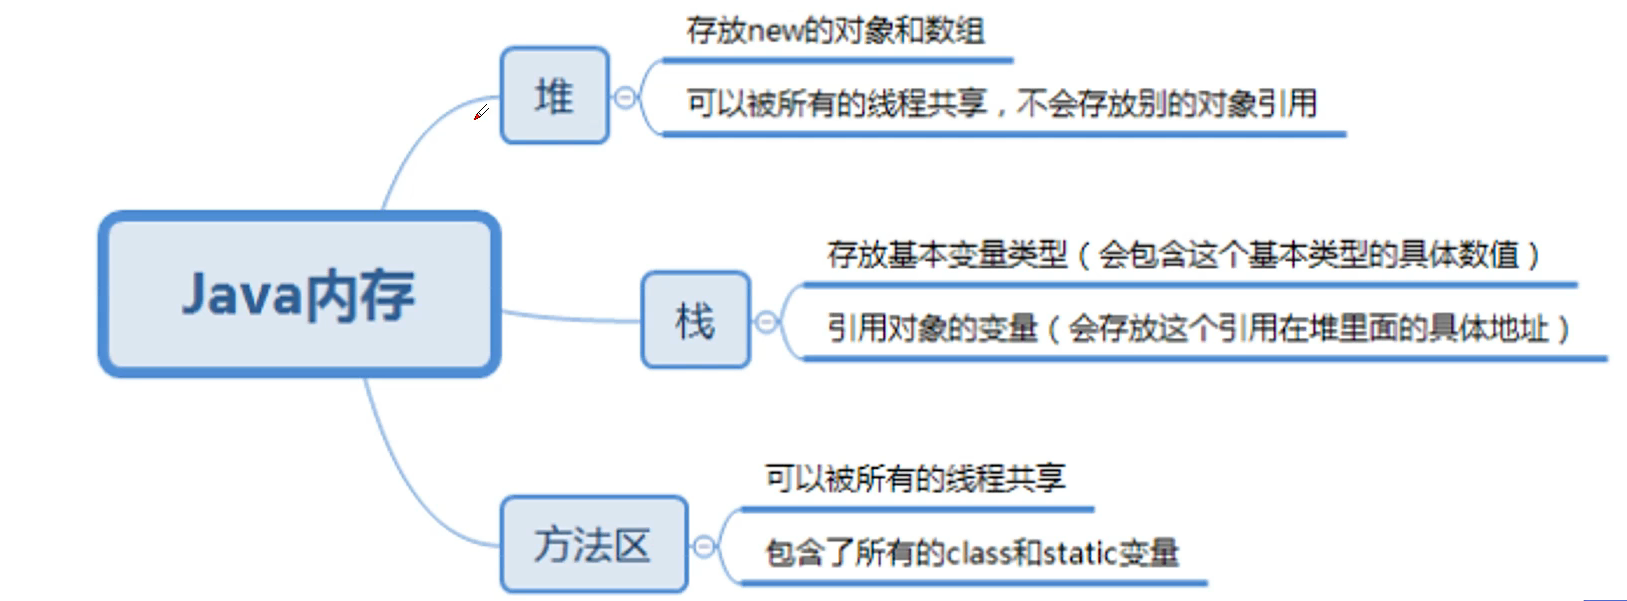 存放new的对象和数组
堆
可以被所有的线程共享，不会存放别的对象引用
Java内存
存放基本变量类型（会包含这个基本类型的具体数值）
栈
引用对象的变量（会存放这个引用在堆里面的具体地址）
可以被所有的线程共享
方法区
包含了所有的class和static变量